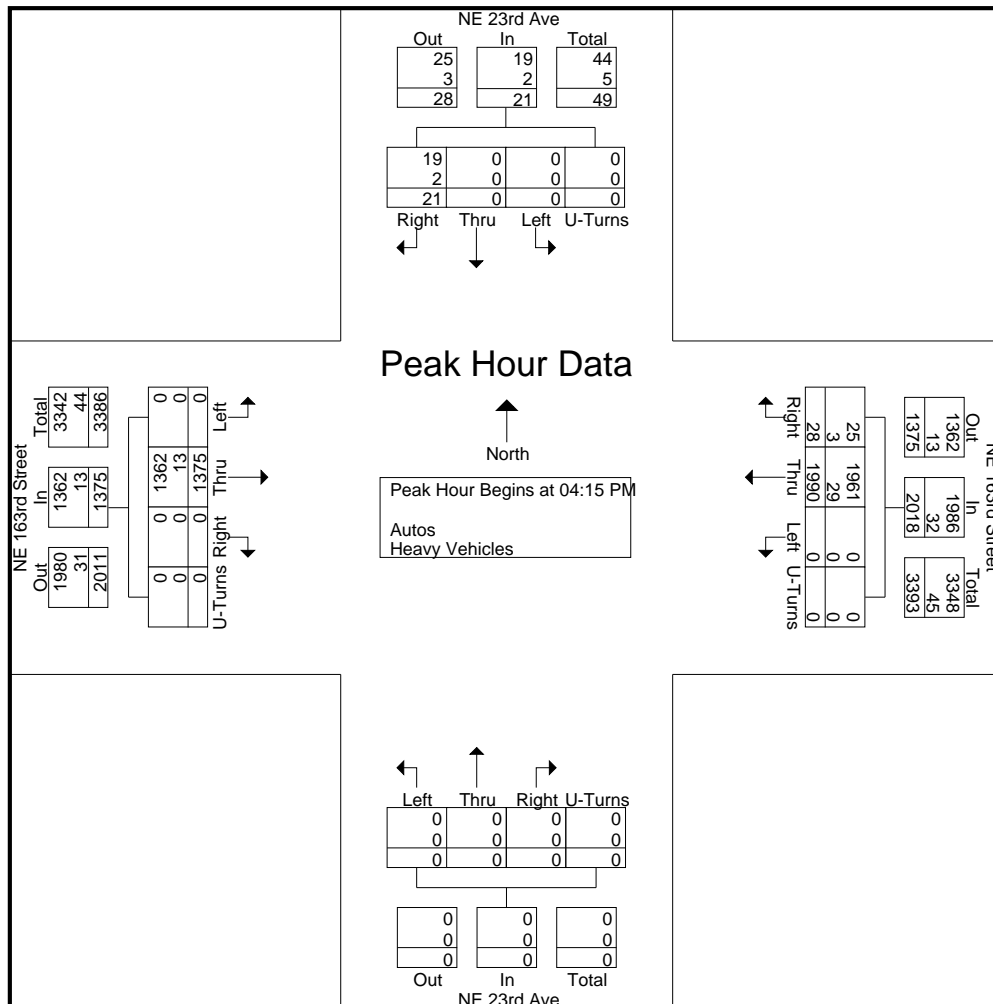 NE 23rd Ave
Out In Total
25 19 44
3 2 5
28 21 49
19 0 0 0
2 0 0 0
21 0 0 0
Right Thru Left U-Turns
Peak Hour Data
North
Peak Hour Begins at 04:15 PM
Autos
Heavy Vehicles
NE 163rd Street
Out In Total
1980 1362 3342
31 13 44
2011 1375 3386
U-Turns Right Thru Left
0 0 1362 0
0 0 13 0
0 0 1375 0
NE 163rd Street
Out In Total
1362 1986 3348
13 32 45
1375 2018 3393
25 1961 0 0
3 29 0 0
28 1990 0 0
Right Thru Left U-Turns
Left Thru Right U-Turns
0 0 0 0
0 0 0 0
0 0 0 0
0 0 0
0 0 0
0 0 0
Out In Total
NE 23rd Ave